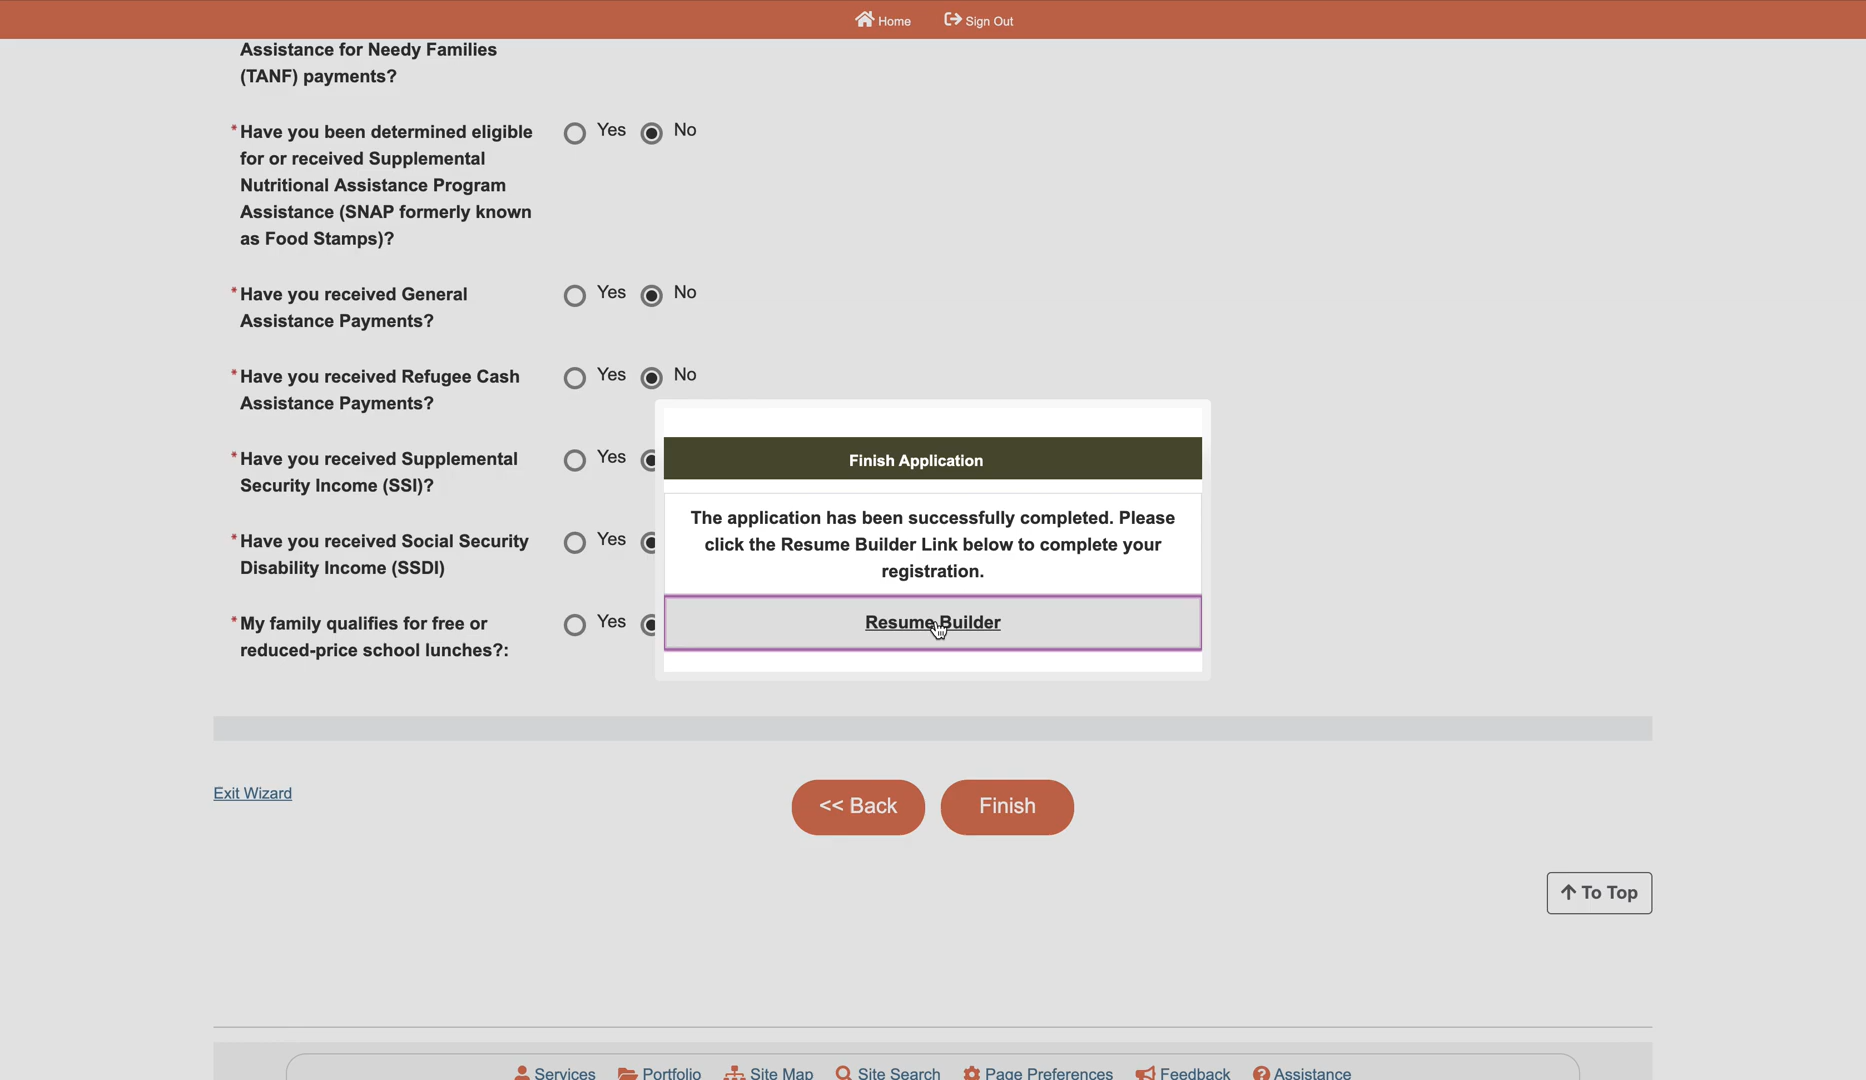 Home Sign Out
Assistance for Needy Families
(TANF) payments?
* Have you been determined eligible Yes No
for or received Supplemental
Nutritional Assistance Program
Assistance (SNAP formerly known
as Food Stamps)?
* Have you received General Yes No
Assistance Payments?
* Have you received Refugee Cash Yes No
Assistance Payments?
* Have you received Supplemental Yes
Security Income (SSI)?
* Have you received Social Security Yes
Disability Income (SSDI)
* My family qualifies for free or Yes
reduced-price school lunches?:
Finish Application
The application has been successfully completed. Please
click the Resume Builder Link below to complete your
registration.
Resume Builder
Exit Wizard << Back Finish
To Top
Services Portfolio Site Map Site Search Page Preferences Feedback Assistance